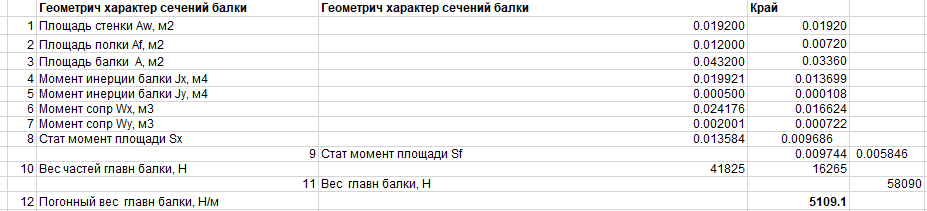 Геометрич характер сечений балки Геометрич характер сечений балки Край
1 Площадь стенки Aw, м2 0.019200 0.01920
2 Площадь полки Af, м2 0.012000 0.00720
3 Площадь балки A, м2 0.043200 0.03360
4 Момент инерции балки Jx, м4 0.019921 0.013699
5 Момент инерции балки Jy, м4 0.000500 0.000108
6 Момент сопр Wx, м3 0.024176 0.016624
7 Момент сопр Wy, м3 0.002001 0.000722
8 Стат момент площади Sx 0.013584 0.009686
9 Стат момент площади Sf 0.009744 0.005846
10 Вес частей главн балки, Н 41825 16265
11 Вес главн балки, Н 58090
12 Погонный вес главн балки, Н/м 5109.1